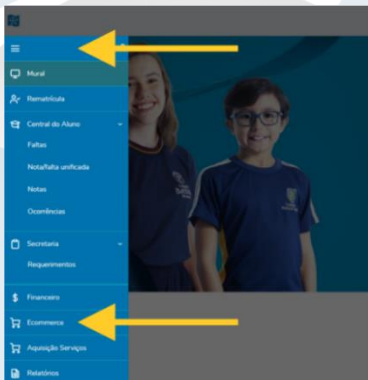 Mural
Rematrícula
Central do Aluno
Faltas
Nota/falta unificada
Notas
Ocorrências
Secretaria
Requerimentos
Financeiro
Ecommerce
Aquisição Serviços
Relatórios